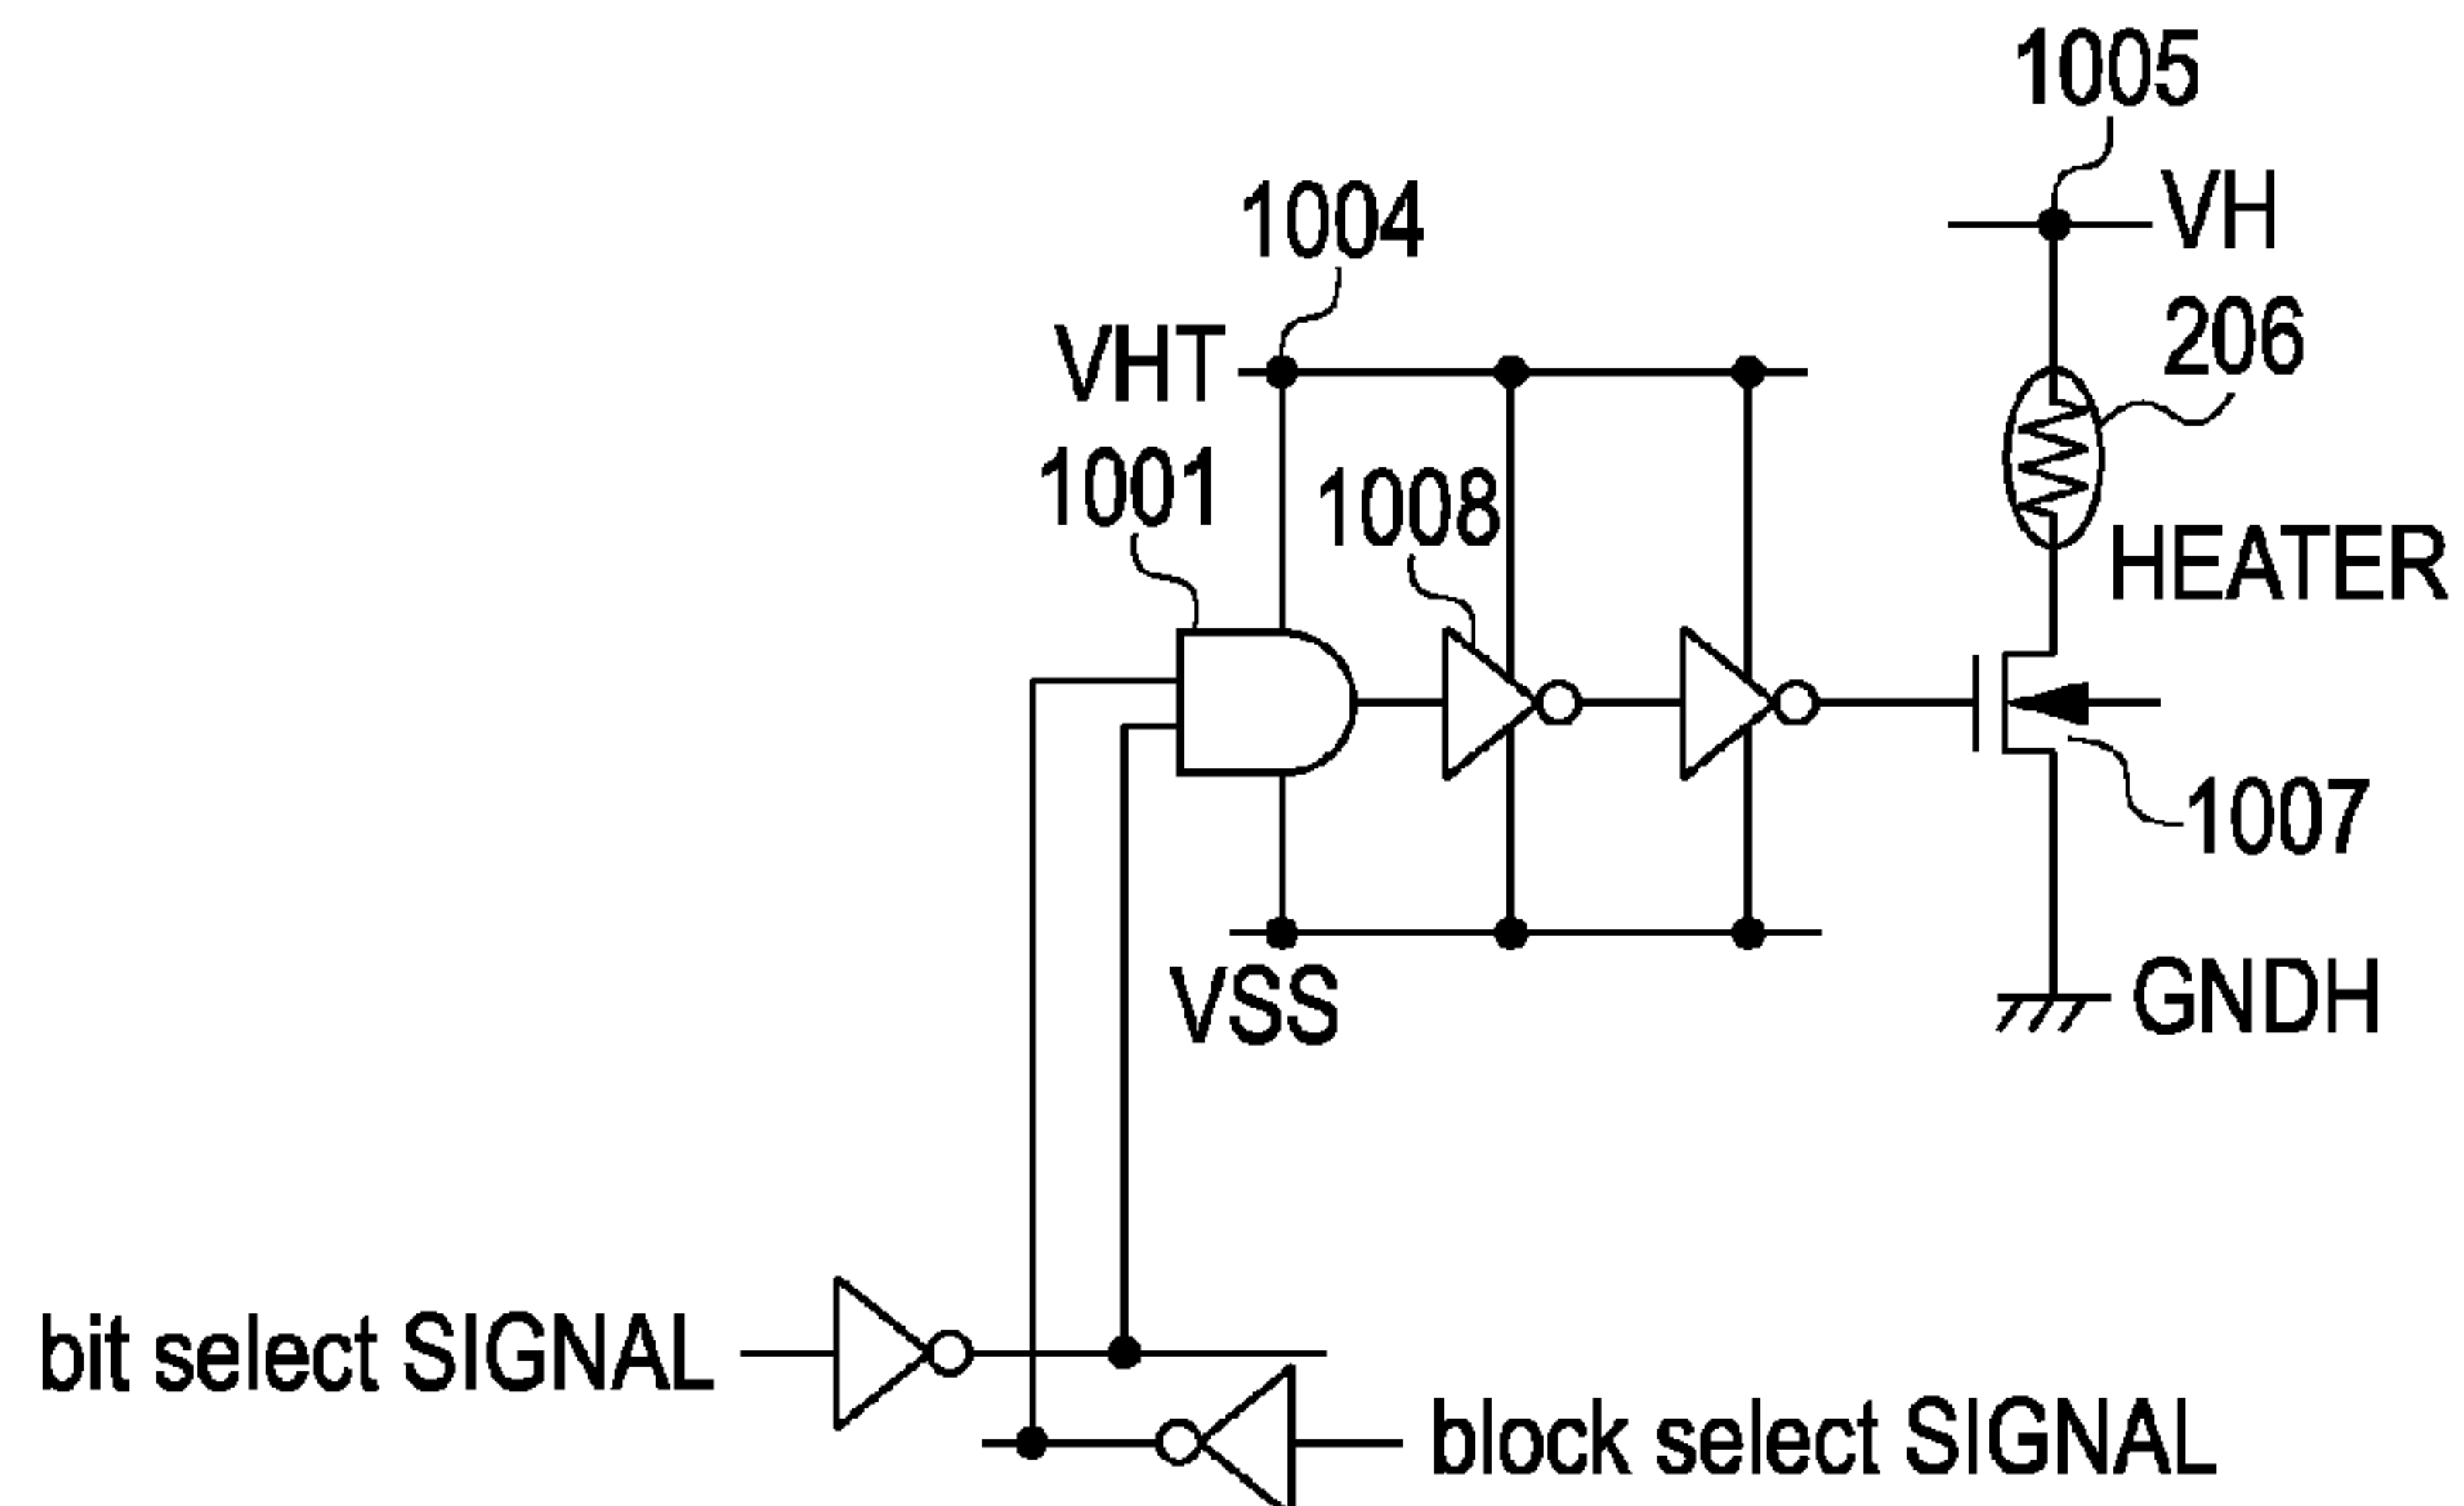 1005
VH
1004
206
VHT
1001
1008
HEATER
1007
VSS
GNDH
bit select SIGNAL
block select SIGNAL